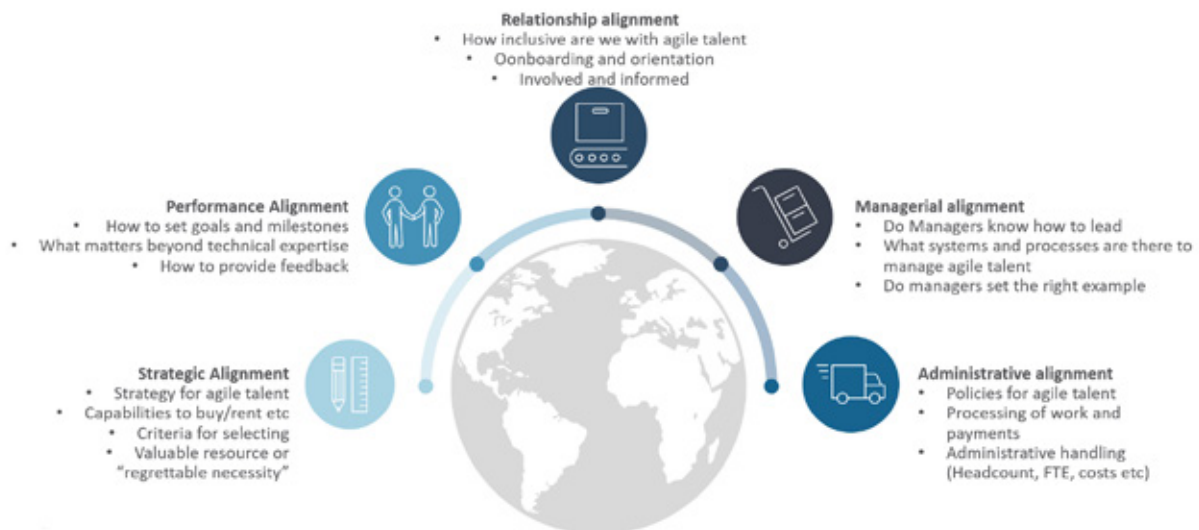 Relationship alignment
• How inclusive are we with agile talent
• Oonboarding and orientation
• Involved and informed
Performance Alignment
• How to set goals and milestones
• What matters beyond technical expertise
• How to provide feedback
Managerial alignment
• Do Managers know how to lead
• What systems and processes are there to
manage agile talent
• Do managers set the right example
Strategic Alignment
• Strategy for agile talent
• Capabilities to buy/rent etc
• Criteria for selecting
• Valuable resource or
“regrettable necessity”
Administrative alignment
• Policies for agile talent
• Processing of work and
payments
• Administrative handling
(Headcount, FTE, costs etc)